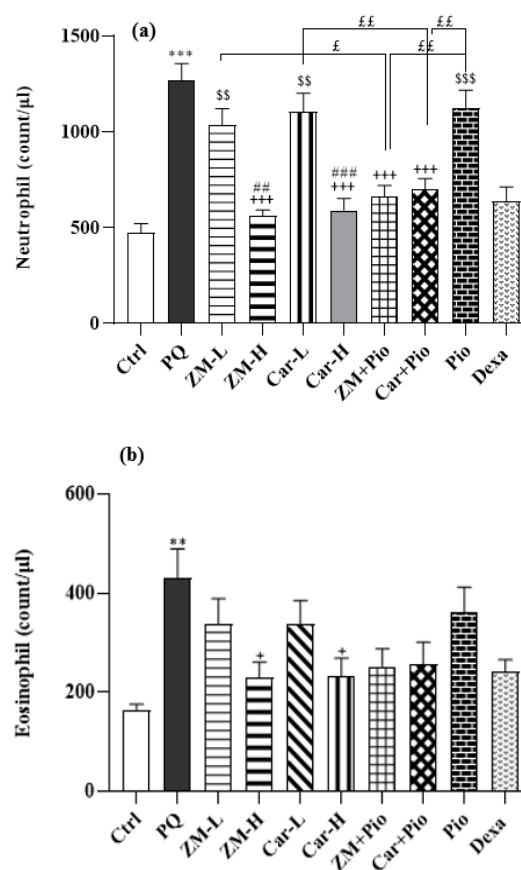 (a)
££ ££
£ ££
1500
1000
500
0
Neutrophil (count/µl)
***
$$
##
+++
$$
###
+++
+++
+++
$$$
Ctrl
PQ
ZM-L
ZM-H
Car-L
Car-H
ZM+Pio
Car+Pio
Pio
Dexa
(b)
600
400
200
0
Eosinophil (count/µl)
**
+
+
Ctrl
PQ
ZM-L
ZM-H
Car-L
Car-H
ZM+Pio
Car+Pio
Pio
Dexa